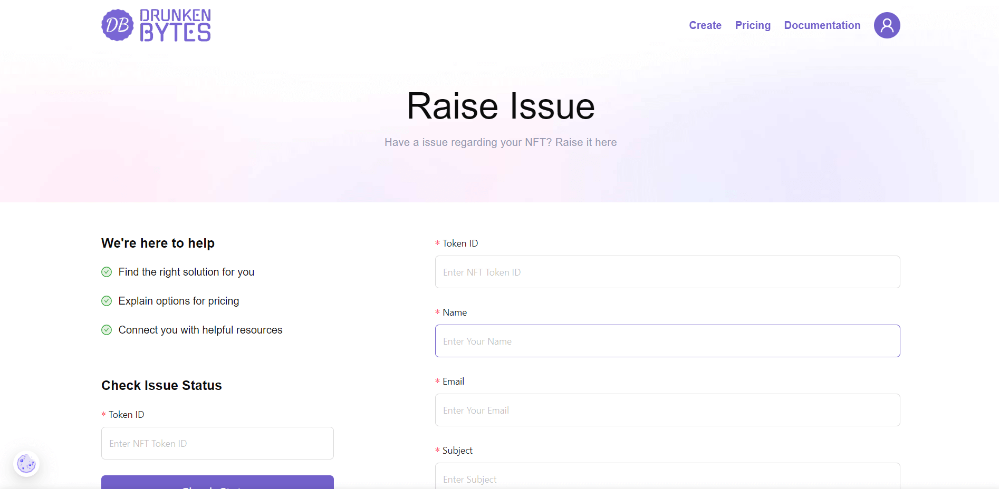 DB DRUNKEN
BYTES
Create Pricing Documentation
Raise Issue
Have a issue regarding your NFT? Raise it here
We're here to help
Find the right solution for you
Explain options for pricing
Connect you with helpful resources
Check Issue Status
* Token ID
Enter NFT Token ID
Check Status
* Token ID
Enter NFT Token ID
* Name
Enter Your Name
* Email
Enter Your Email
* Subject
Enter Subject